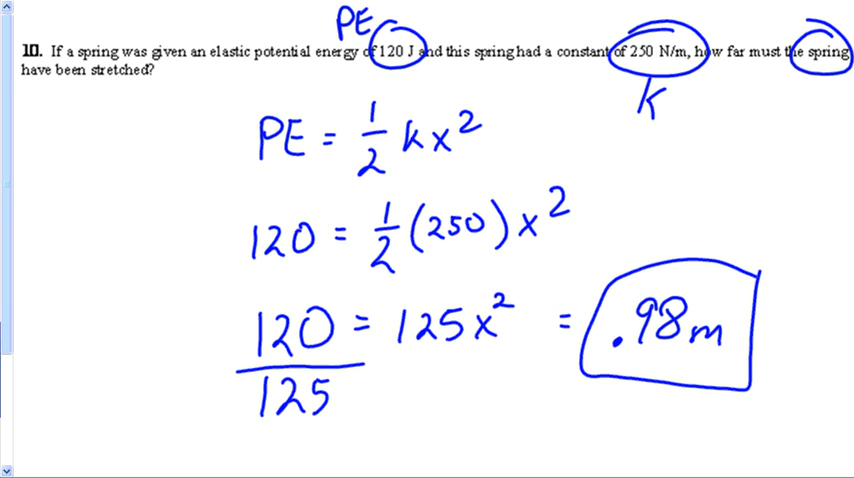 PE
10. If a spring was given an elastic potential energy of 120 J and this spring had a constant of 250 N/m, how far must the spring
have been stretched?
k
PE = 1/2 kx²
120 = 1/2 (250) x²
120 = 125x² = .98m
125